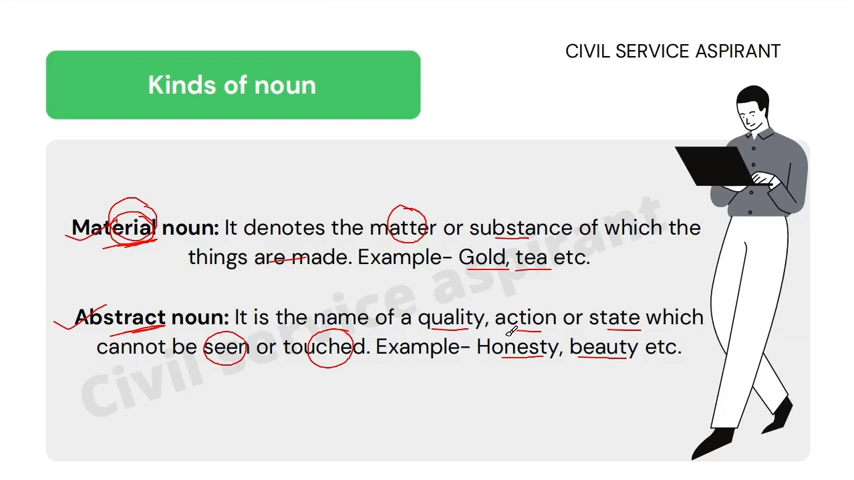 CIVIL SERVICE ASPIRANT
Kinds of noun
Material noun: It denotes the matter or substance of which the
things are made. Example- Gold, tea etc.
Abstract noun: It is the name of a quality, action or state which
cannot be seen or touched. Example- Honesty, beauty etc.
Civil service aspirant